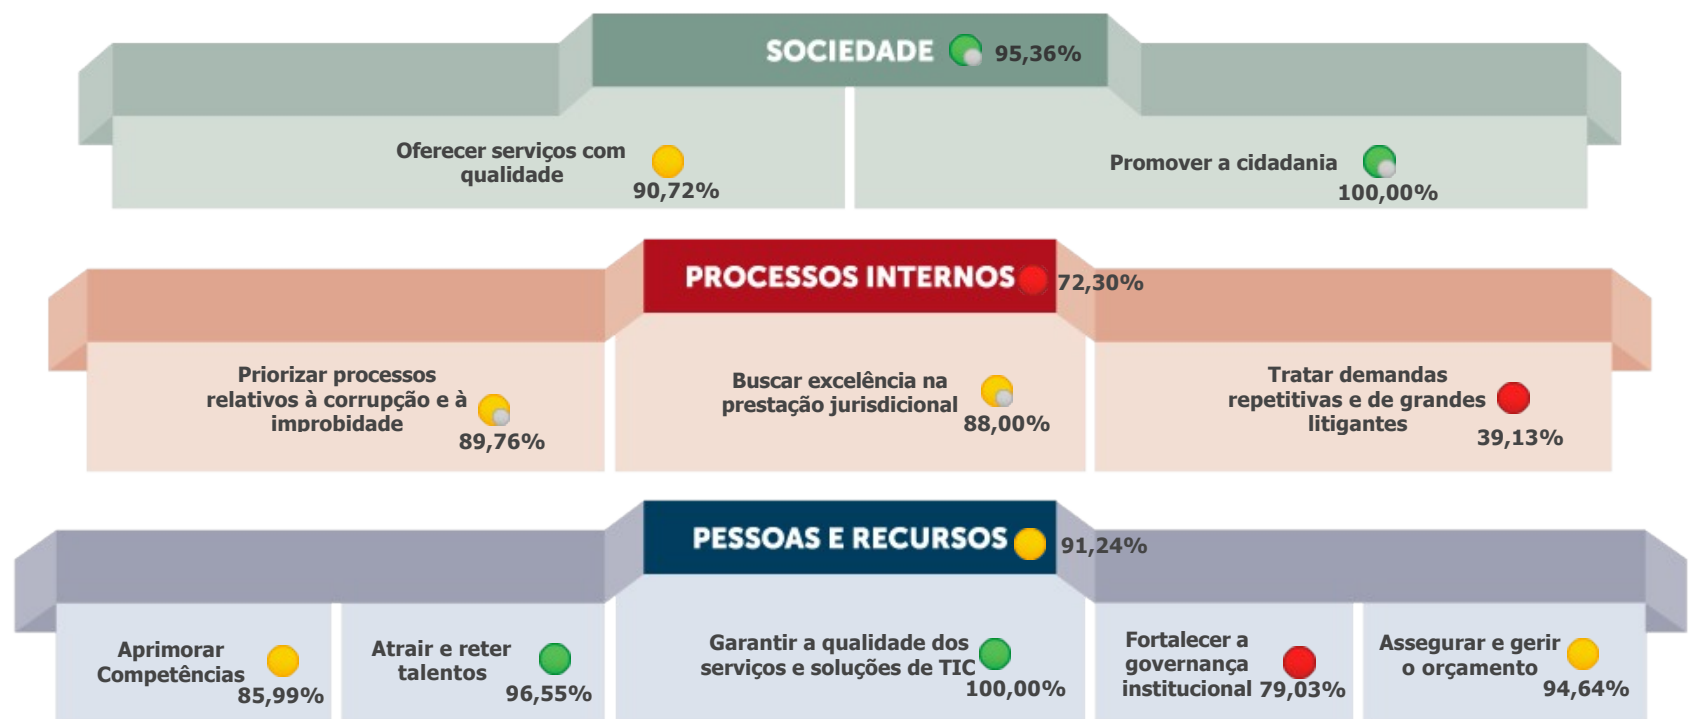 SOCIEDADE 95,36%
Oferecer serviços com
qualidade
90,72%
Promover a cidadania
100,00%
PROCESSOS INTERNOS 72,30%
Priorizar processos
relativos à corrupção e à
improbidade
89,76%
Buscar excelência na
prestação jurisdicional
88,00%
Tratar demandas
repetitivas e de grandes
litigantes
39,13%
PESSOAS E RECURSOS 91,24%
Aprimorar
Competências
85,99%
Atrair e reter
talentos
96,55%
Garantir a qualidade dos
serviços e soluções de TIC
100,00%
Fortalecer a
governança
institucional 79,03%
Assegurar e gerir
o orçamento
94,64%